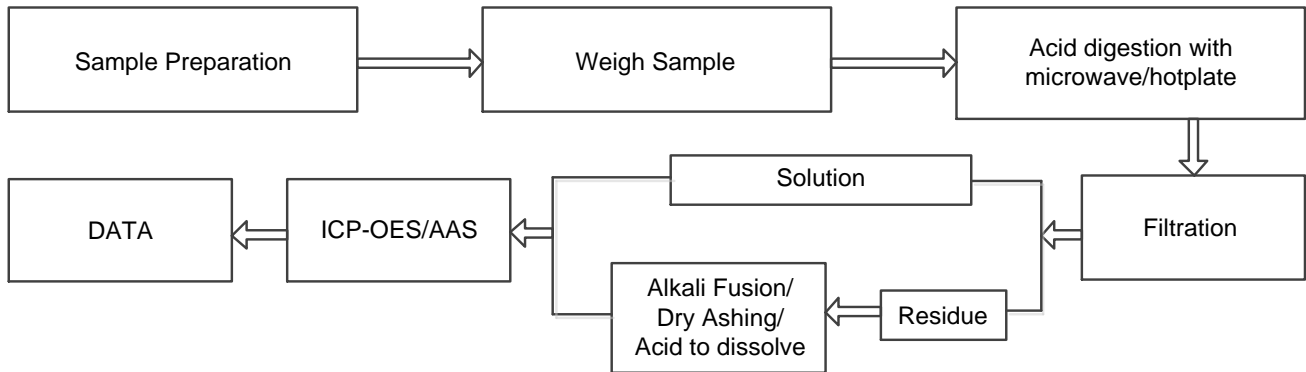 Sample Preparation
Weigh Sample
Acid digestion with
microwave/hotplate
Filtration
Solution
Residue
Alkali Fusion/
Dry Ashing/
Acid to dissolve
ICP-OES/AAS
DATA